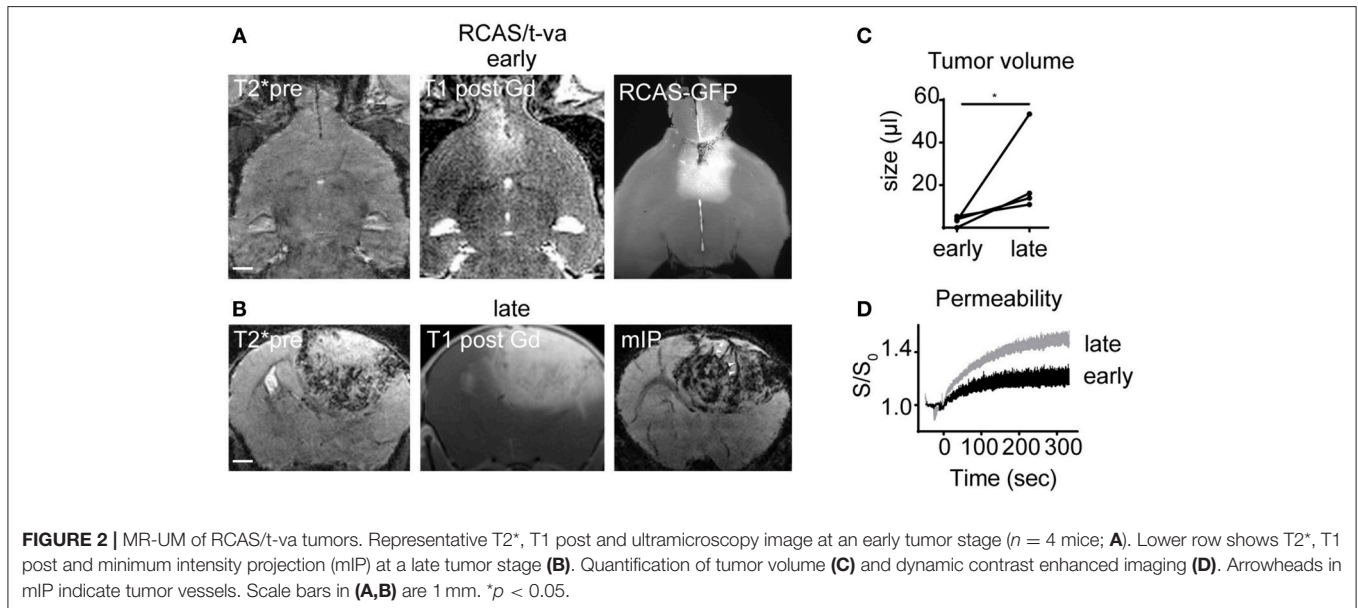 A
RCAS/t-va
early
T2*pre
T1 post Gd
RCAS-GFP
B
late
T2*pre
T1 post Gd
mIP
C
Tumor volume
*
60
40
20
size (µl)
early
late
D
Permeability
1.4
1.0
S/S₀
late
early
0
100
200
300
Time (sec)
FIGURE 2 | MR-UM of RCAS/t-va tumors. Representative T2*, T1 post and ultramicroscopy image at an early tumor stage (n = 4 mice; A). Lower row shows T2*, T1
post and minimum intensity projection (mIP) at a late tumor stage (B). Quantification of tumor volume (C) and dynamic contrast enhanced imaging (D). Arrowheads in
mIP indicate tumor vessels. Scale bars in (A,B) are 1 mm. *p < 0.05.